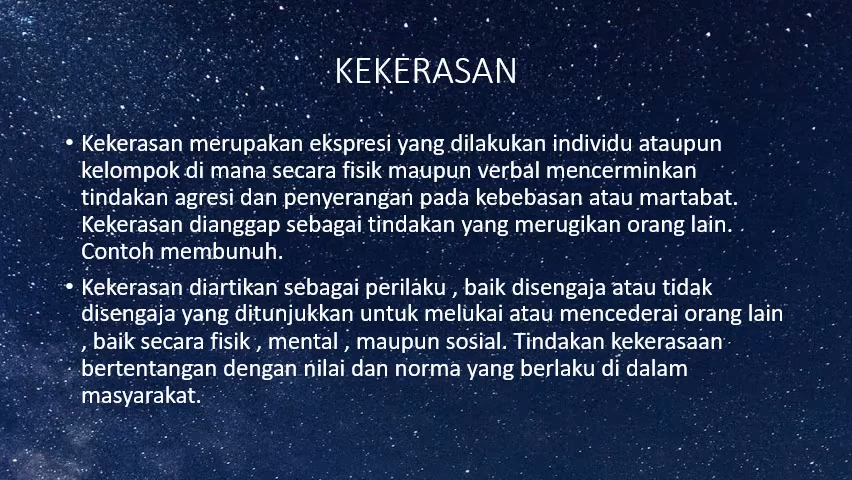 KEKERASAN
• Kekerasan merupakan ekspresi yang dilakukan individu ataupun
kelompok di mana secara fisik maupun verbal mencerminkan
tindakan agresi dan penyerangan pada kebebasan atau martabat.
Kekerasan dianggap sebagai tindakan yang merugikan orang lain.
Contoh membunuh.
• Kekerasan diartikan sebagai perilaku , baik disengaja atau tidak
disengaja yang ditunjukkan untuk melukai atau mencederai orang lain
, baik secara fisik , mental , maupun sosial. Tindakan kekerasaan
bertentangan dengan nilai dan norma yang berlaku di dalam
masyarakat.